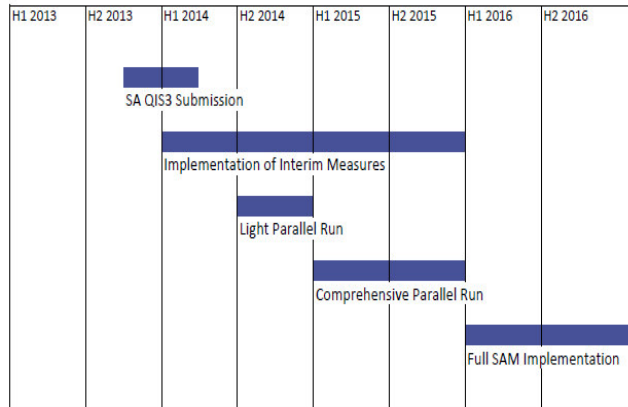 H1 2013 H2 2013 H1 2014 H2 2014 H1 2015 H2 2015 H1 2016 H2 2016
SA QIS3 Submission
Implementation of Interim Measures
Light Parallel Run
Comprehensive Parallel Run
Full SAM Implementation